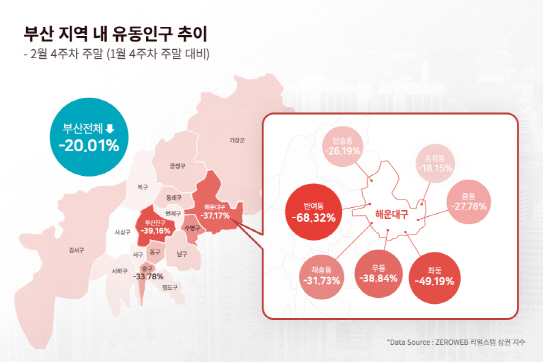 부산 지역 내 유동인구 추이
- 2월 4주차 주말 (1월 4주차 주말 대비)
부산전체
-20.01%
기장군
금정구
북구
동래구
해운대구
-37.17%
연제구
부산진구
-39.16%
수영구
사상구
강서구
서구
동구
남구
사하구
중구
-33.78%
영도구
반송동
-26.19%
송정동
-18.15%
중동
-27.78%
반여동
-68.32%
해운대구
재송동
-31.73%
우동
-38.84%
좌동
-49.19%
*Data Source : ZEROWEB 리얼스텝 상권 지수